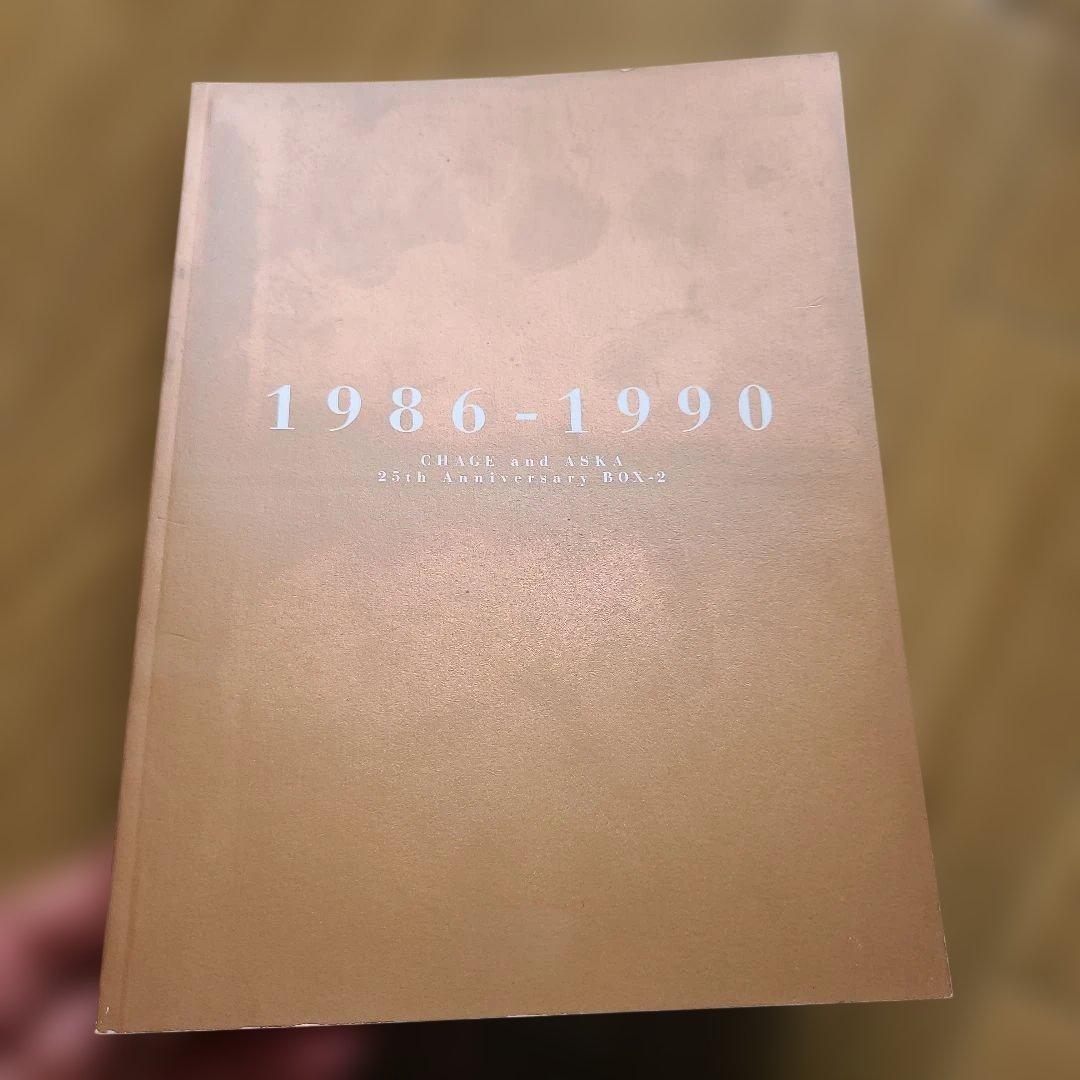 1986-1990
CHAGE and ASKA
25th Anniversary BOX-2